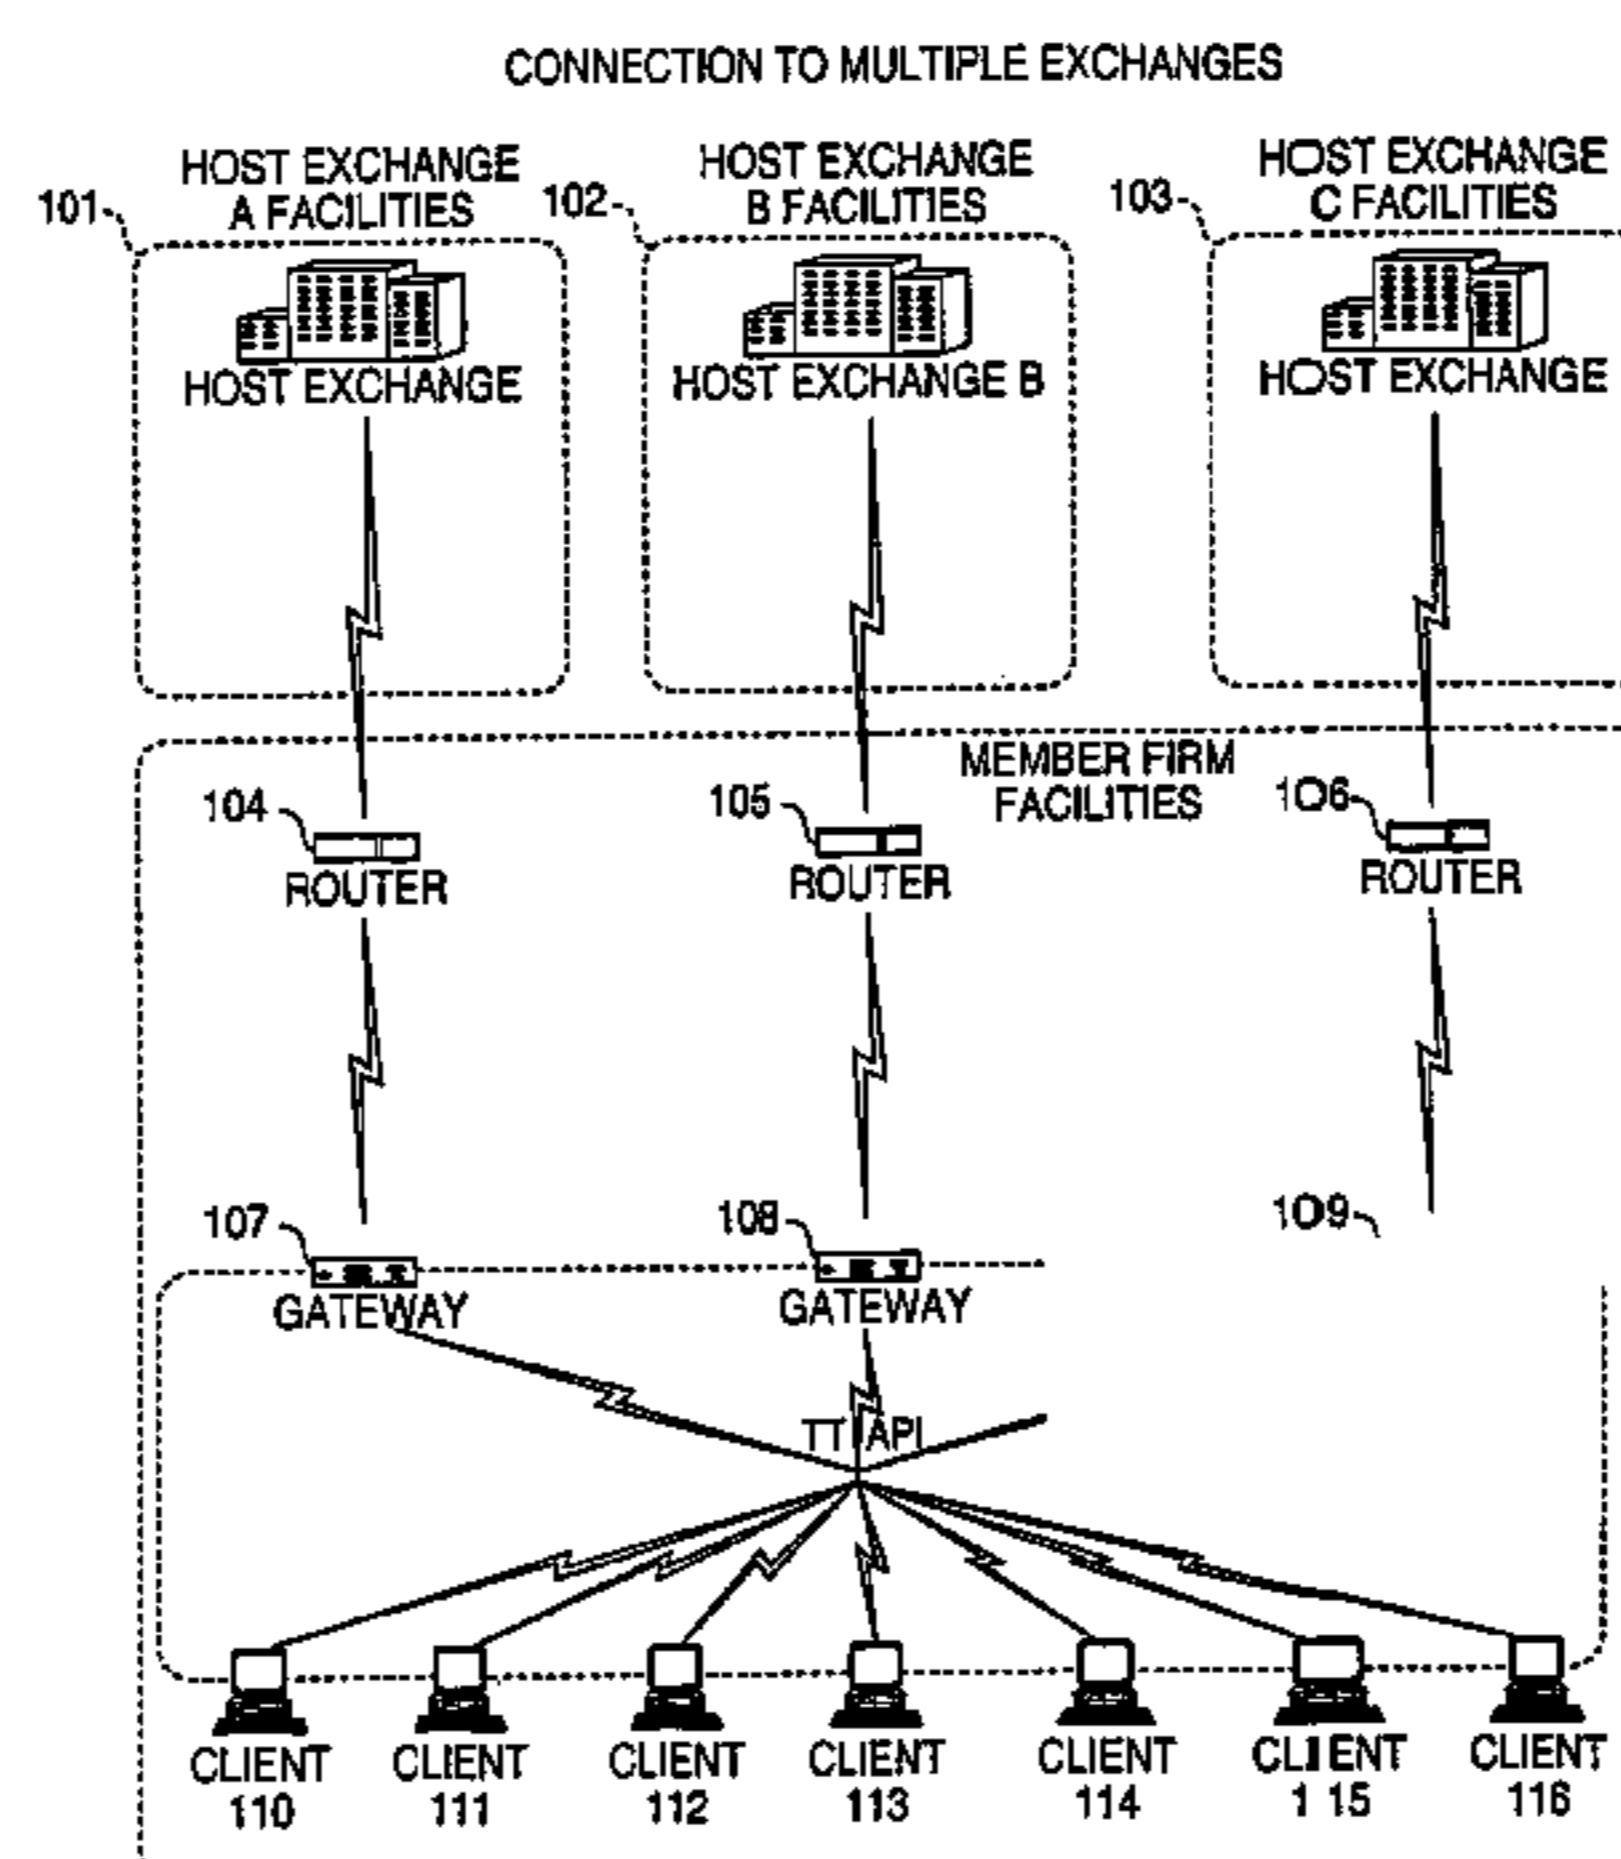 CONNECTION TO MULTIPLE EXCHANGES
HOST EXCHANGE
A FACILITIES
HOST EXCHANGE
B FACILITIES
HOST EXCHANGE
C FACILITIES
101
102
103
HOST EXCHANGE
HOST EXCHANGE B
HOST EXCHANGE
MEMBER FIRM
FACILITIES
104
105
106
ROUTER
ROUTER
ROUTER
107
108
109
GATEWAY
GATEWAY
TT API
CLIENT
110
CLIENT
111
CLIENT
112
CLIENT
113
CLIENT
114
CLIENT
1 15
CLIENT
116